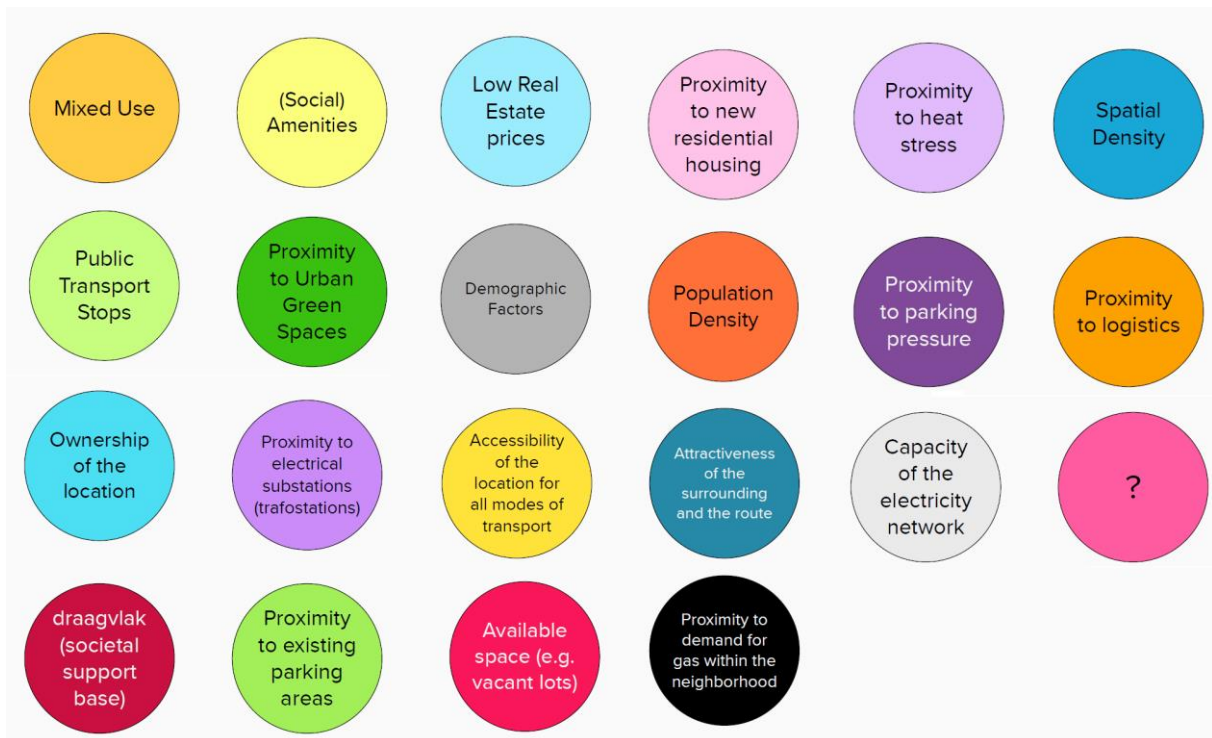 Mixed Use
(Social)
Amenities
Low Real
Estate
prices
Proximity
to new
residential
housing
Proximity
to heat
stress
Spatial
Density
Public
Transport
Stops
Proximity
to Urban
Green
Spaces
Demographic
Factors
Population
Density
Proximity
to parking
pressure
Proximity
to logistics
Ownership
of the
location
Proximity to
electrical
substations
(trafostations)
Accessibility
of the
location for
all modes of
transport
Attractiveness
of the
surrounding
and the route
Capacity
of the
electricity
network
?
draagvlak
(societal
support
base)
Proximity
to existing
parking
areas
Available
space (e.g.
vacant lots)
Proximity to
demand for
gas within the
neighborhood